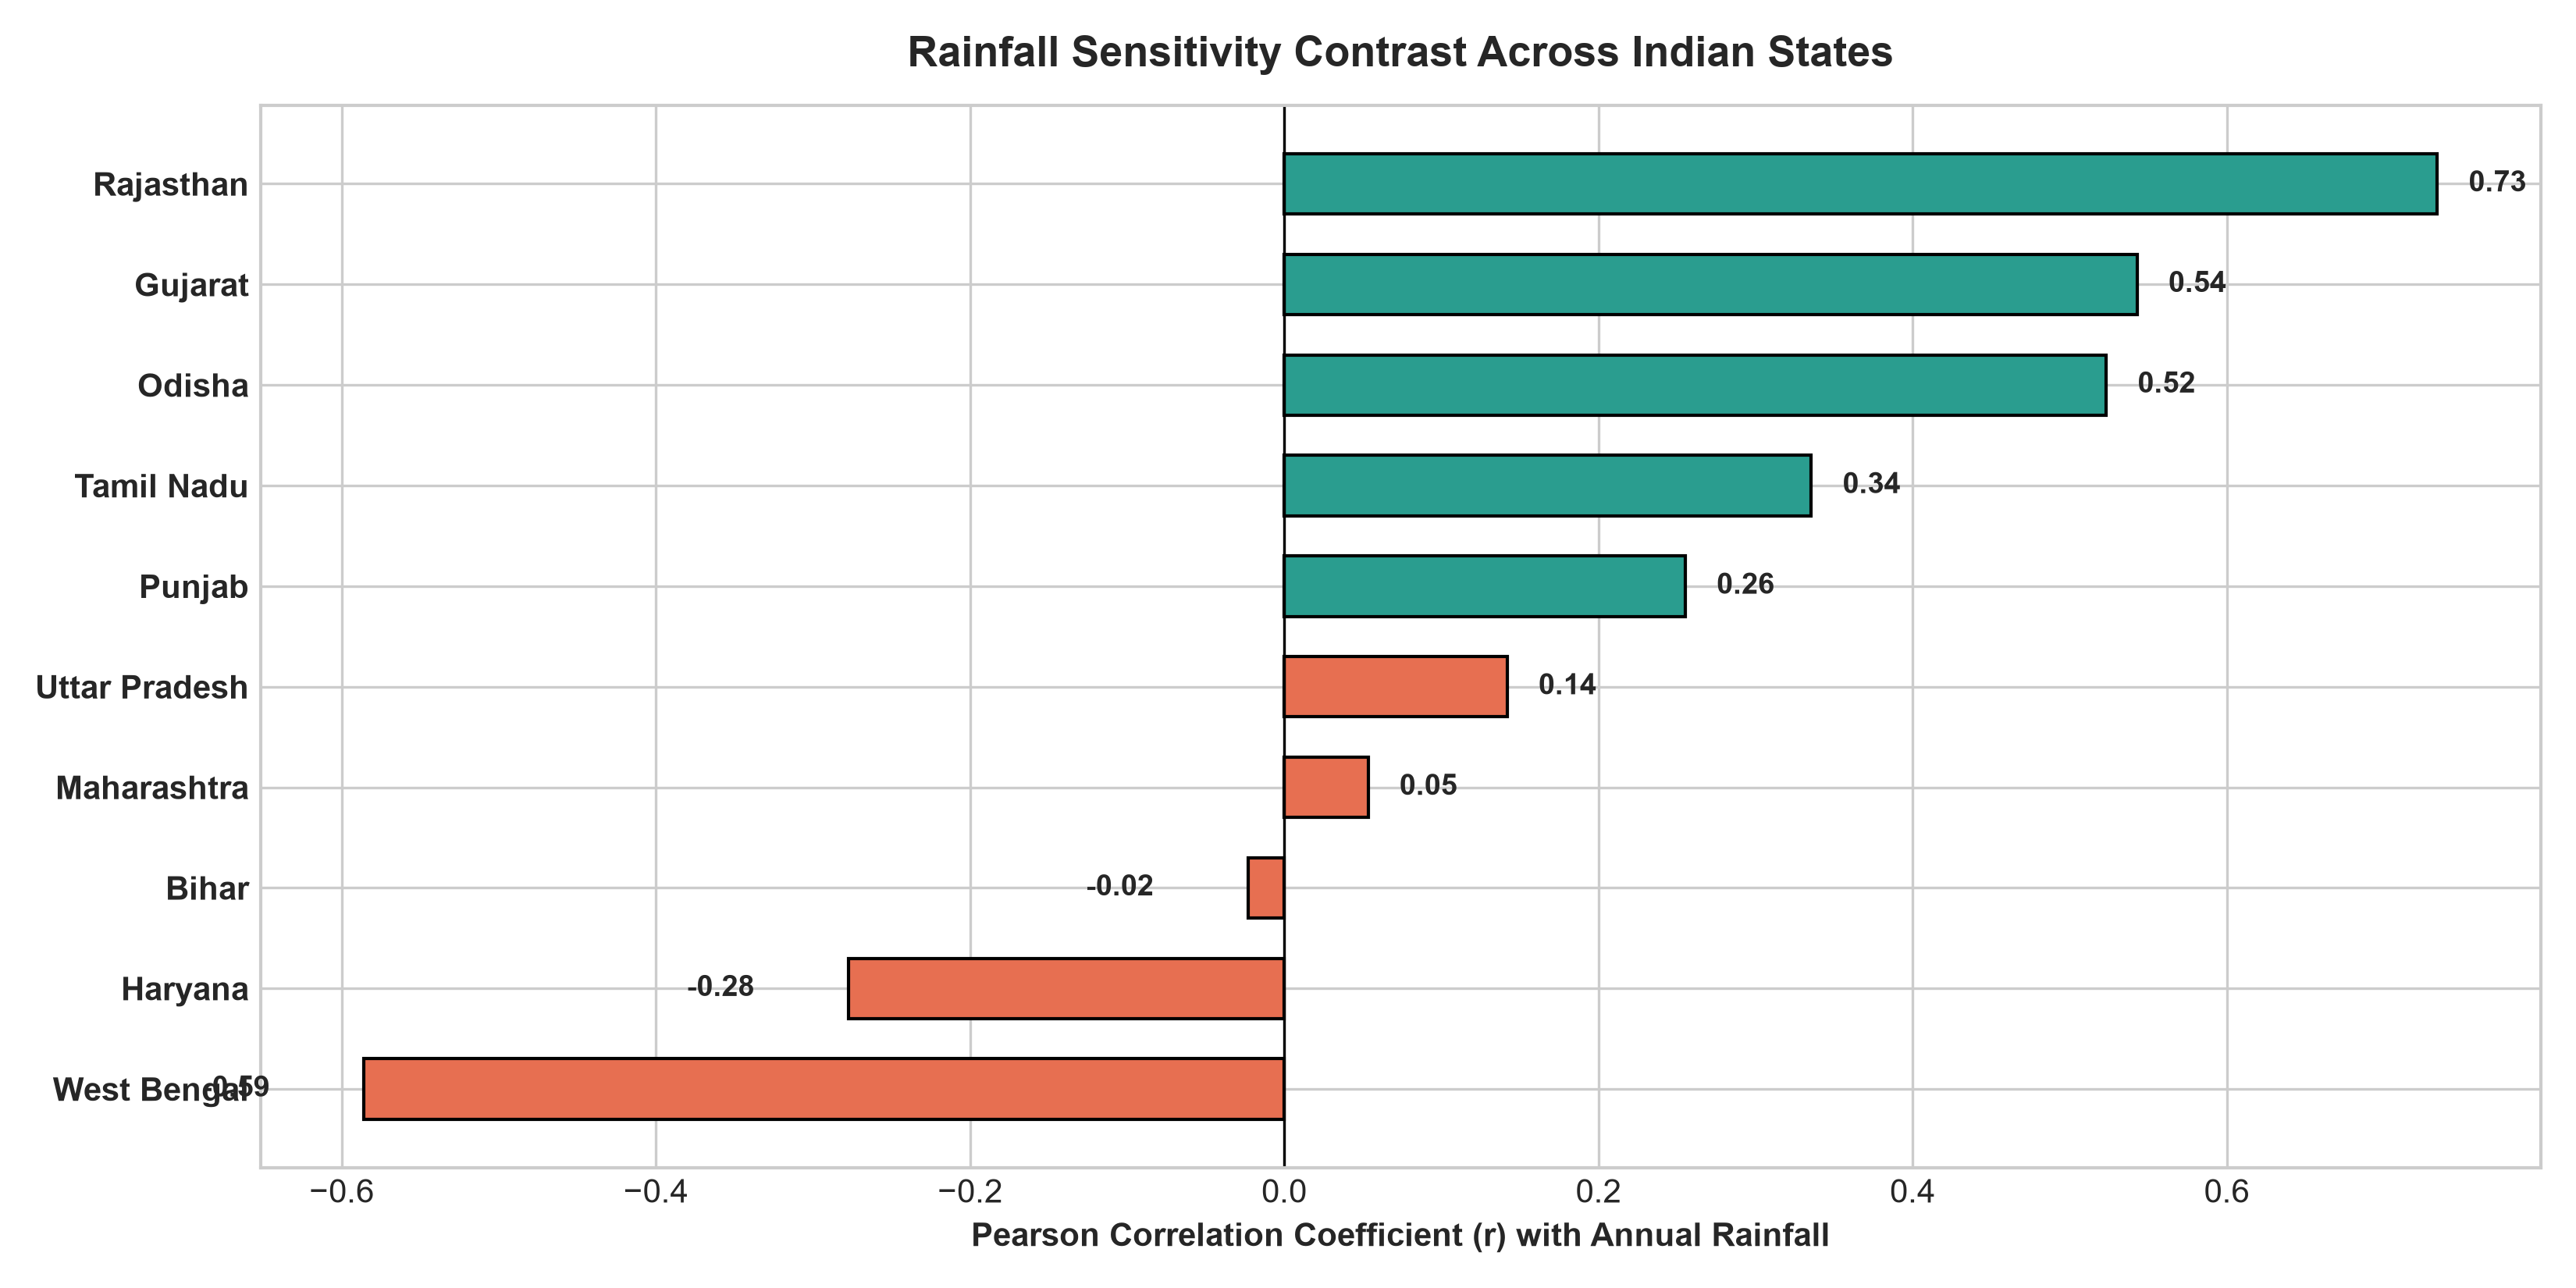 Rainfall Sensitivity Contrast Across Indian States
Rajasthan 0.73
Gujarat 0.54
Odisha 0.52
Tamil Nadu 0.34
Punjab 0.26
Uttar Pradesh 0.14
Maharashtra 0.05
Bihar -0.02
Haryana -0.28
West Bengal -0.59
−0.6 −0.4 −0.2 0.0 0.2 0.4 0.6
Pearson Correlation Coefficient (r) with Annual Rainfall